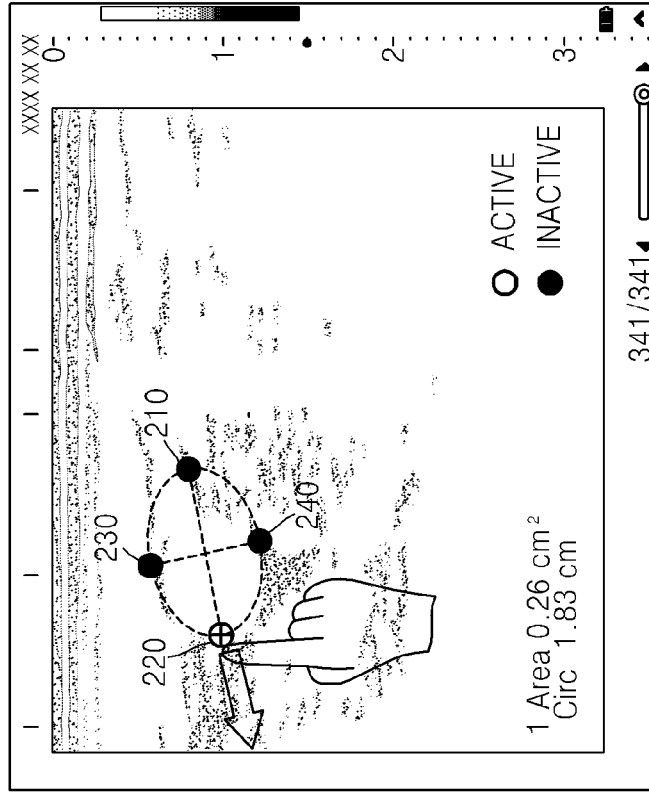 XXXX XX XX
0
1
2
3
210
230
240
220
ACTIVE
INACTIVE
1 Area 0.26 cm²
Circ 1.83 cm
341/341